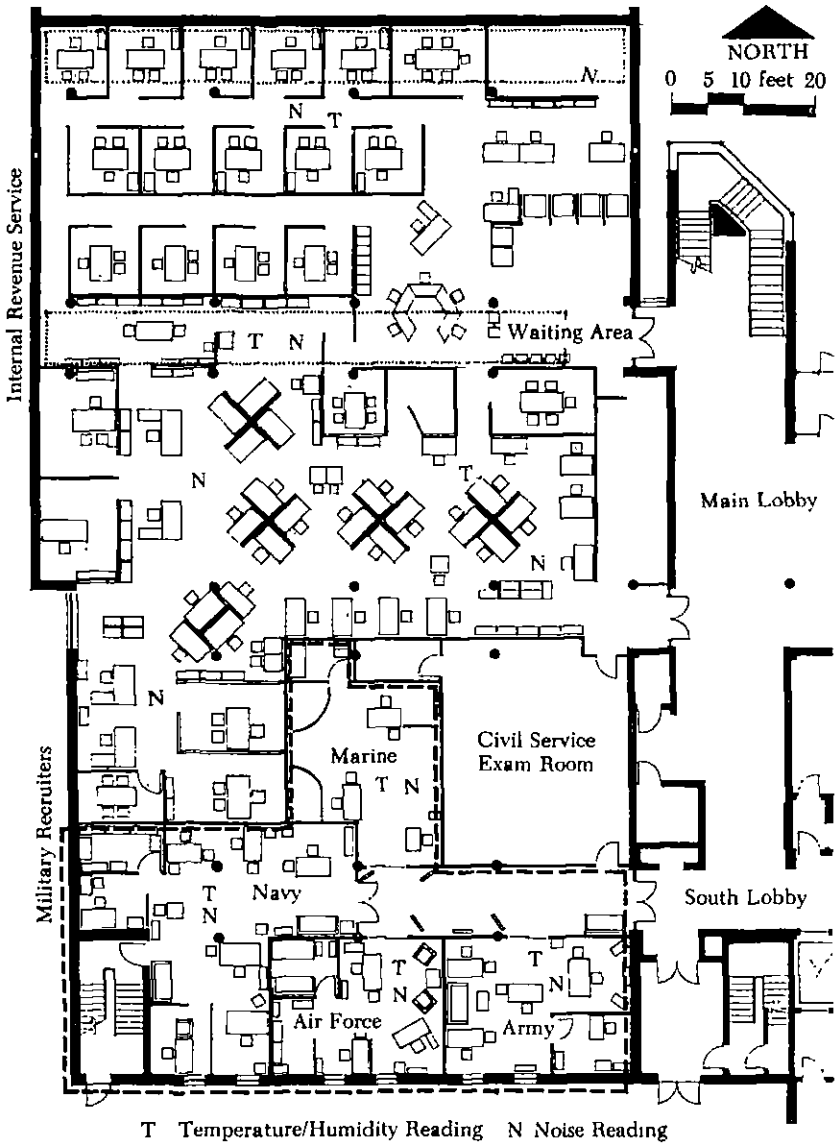 NORTH
0 5 10 feet 20
N
N
T
Internal Revenue Service
T N
Waiting Area
T
N
Main Lobby
N
N
Civil Service
Exam Room
Marine
T N
Military Recruiters
T
N
Navy
South Lobby
T
N
T
N
Air Force
Army
T Temperature/Humidity Reading N Noise Reading